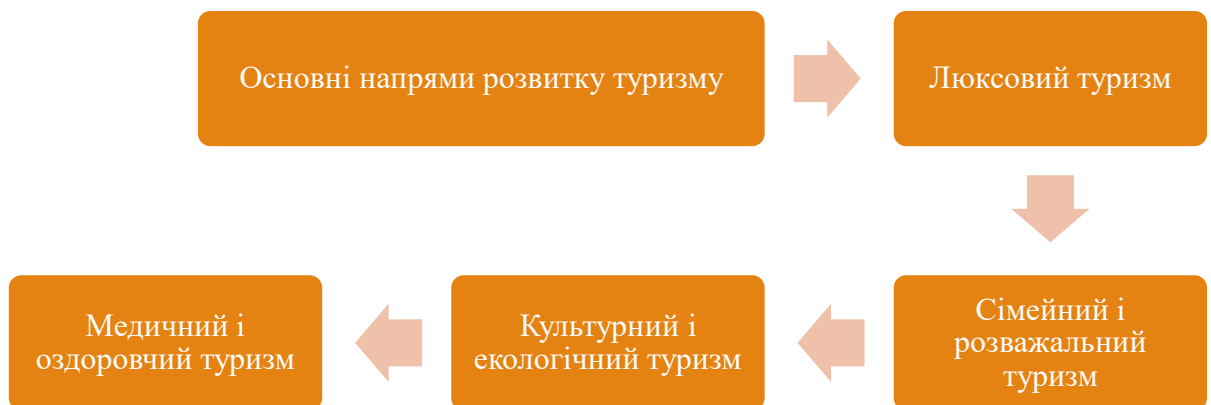 Основні напрями розвитку туризму
Люксовий туризм
Сімейний і
розважальний
туризм
Культурний і
екологічний туризм
Медичний і
оздоровчий туризм